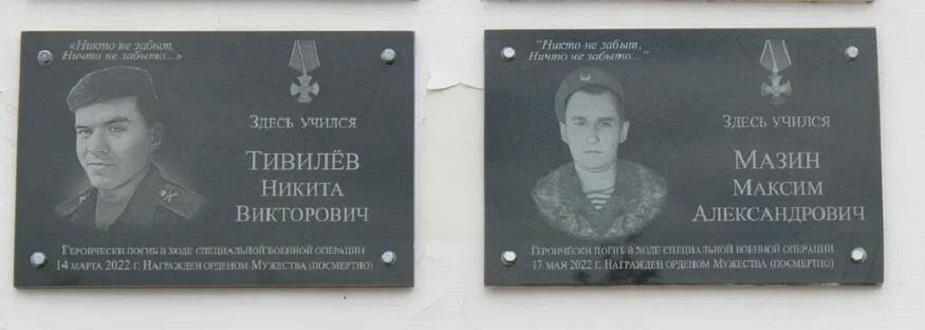 «Никто не забыт,
Ничто не забыто...»
Здесь учился
Тивилёв
Никита
Викторович
Героически погиб в ходе специальной военной операции
14 марта 2022 г. Награжден орденом Мужества (посмертно)
"Никто не забыт,
Ничто не забыто..."
Здесь учился
Мазин
Максим
Александрович
Героически погиб в ходе специальной военной операции
17 мая 2022 г. Награжден орденом Мужества (посмертно)